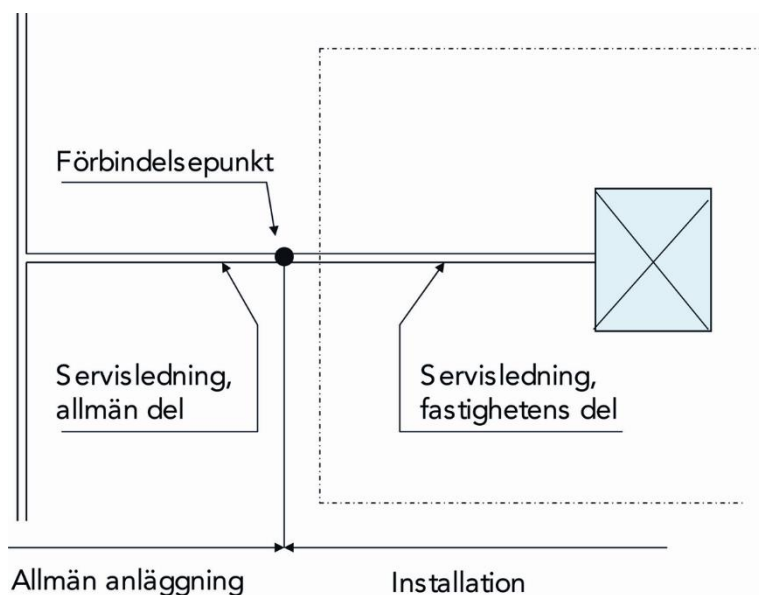 Förbindelsepunkt
Servisledning,
allmän del
Servisledning,
fastighetens del
Allmän anläggning
Installation